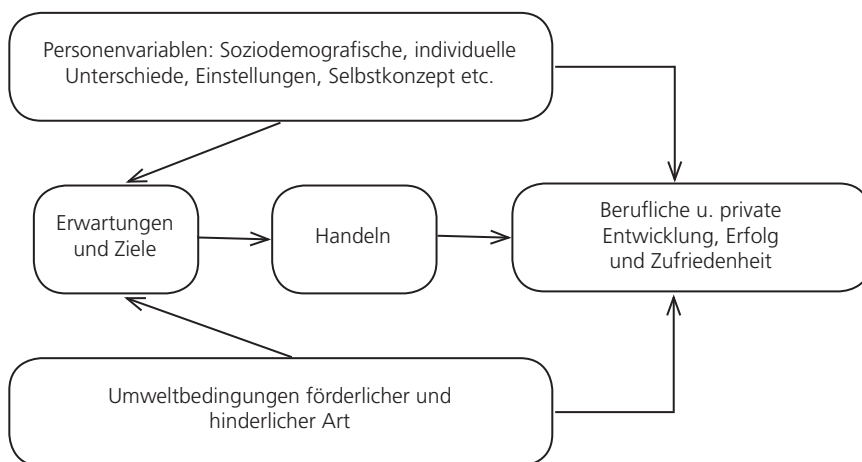 Personenvariablen: Soziodemografische, individuelle
Unterschiede, Einstellungen, Selbstkonzept etc.
Erwartungen
und Ziele
Handeln
Berufliche u. private
Entwicklung, Erfolg
und Zufriedenheit
Umweltbedingungen förderlicher und
hinderlicher Art